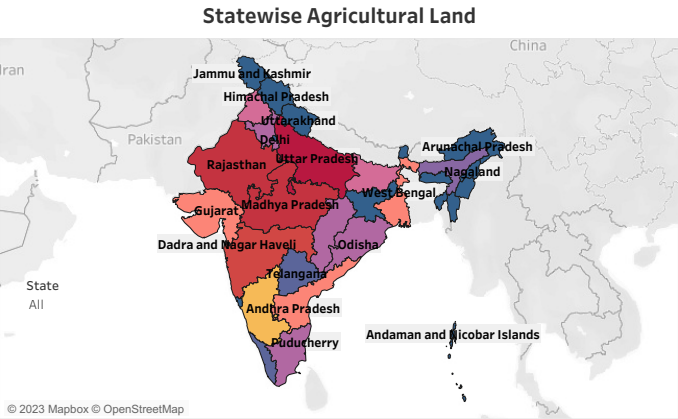 Statewise Agricultural Land
China
Iran
Jammu and Kashmir
Himachal Pradesh
Uttarakhand
Pakistan
Delhi
Arunachal Pradesh
Uttar Pradesh
Rajasthan
Nagaland
West Bengal
Madhya Pradesh
Gujarat
Dadra and Nagar Haveli
Odisha
Telangana
State
All
Andhra Pradesh
Andaman and Nicobar Islands
Puducherry
© 2023 Mapbox © OpenStreetMap